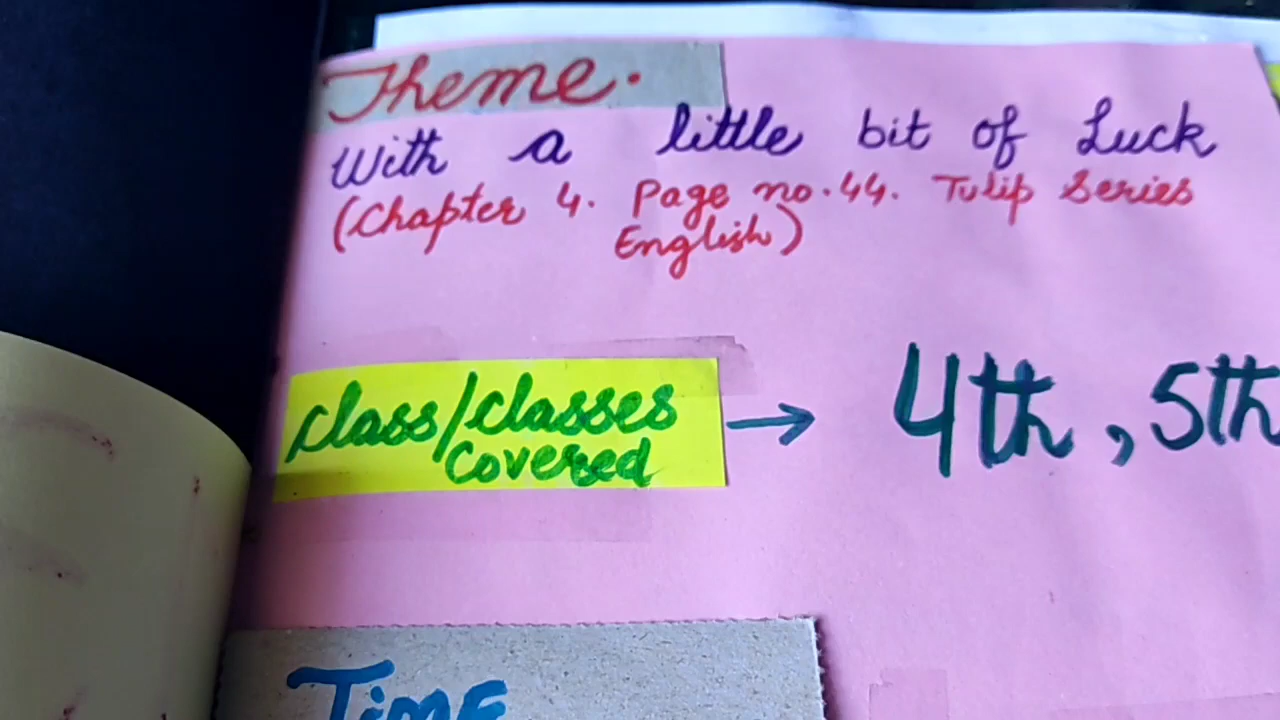 Theme.
With a little bit of Luck
(Chapter 4. Page no. 44. Tulip Series
English)
Class/Classes → 4th, 5th
Covered
Time